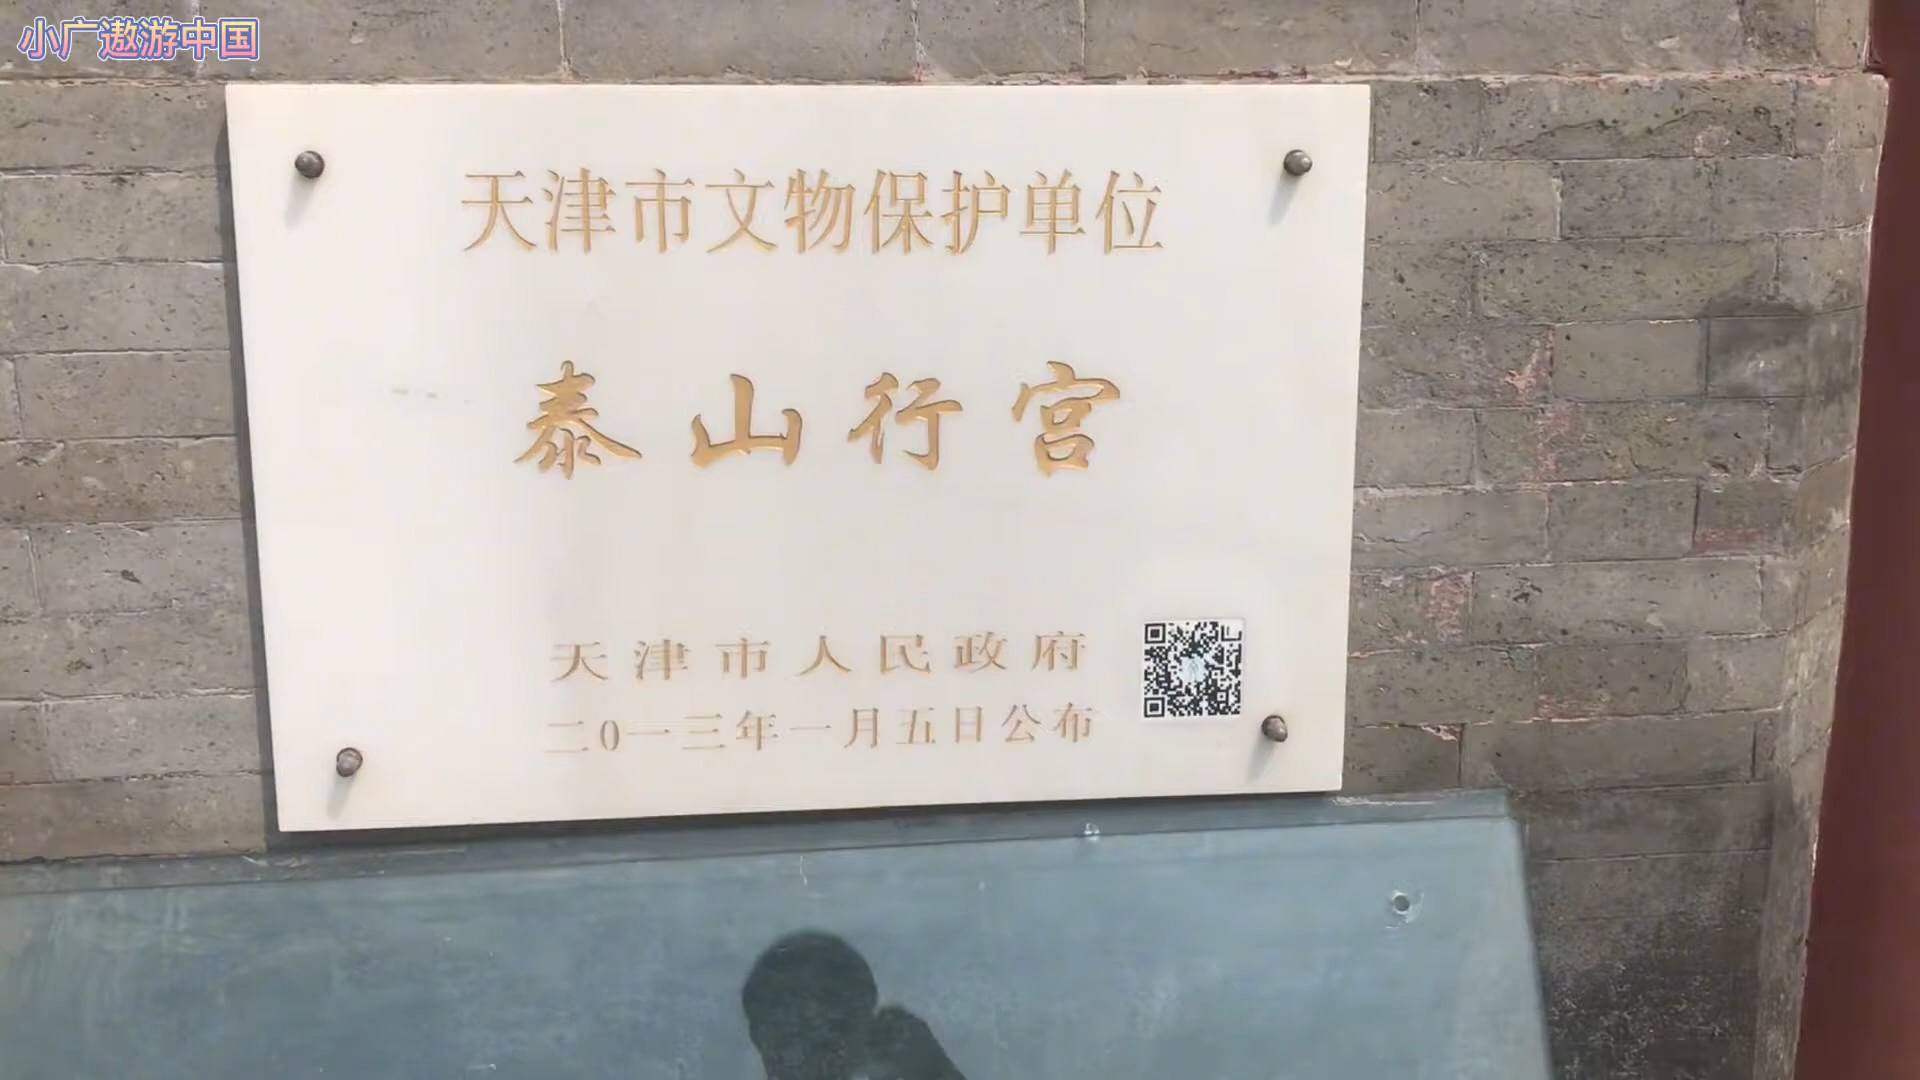 小广遨游中国
天津市文物保护单位
泰山行宫
天津市人民政府
二0一三年一月五日公布